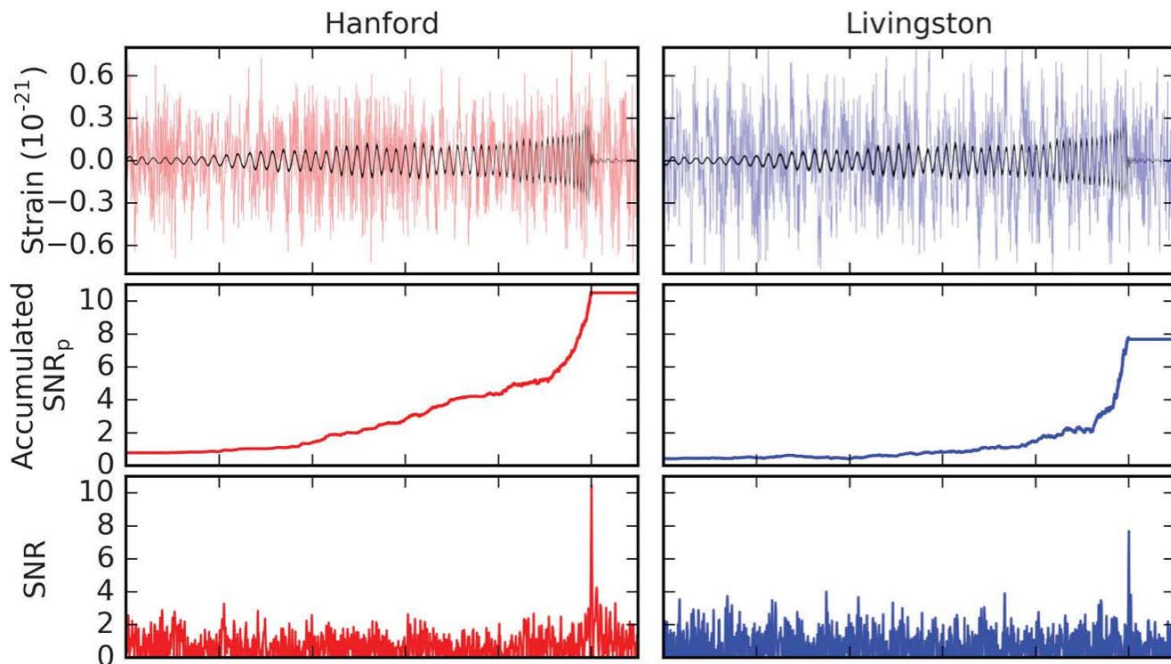 Hanford
Livingston
Strain (10⁻²¹)
0.6
0.3
0.0
−0.3
−0.6
Accumulated
SNRₚ
10
8
6
4
2
0
SNR
10
8
6
4
2
0